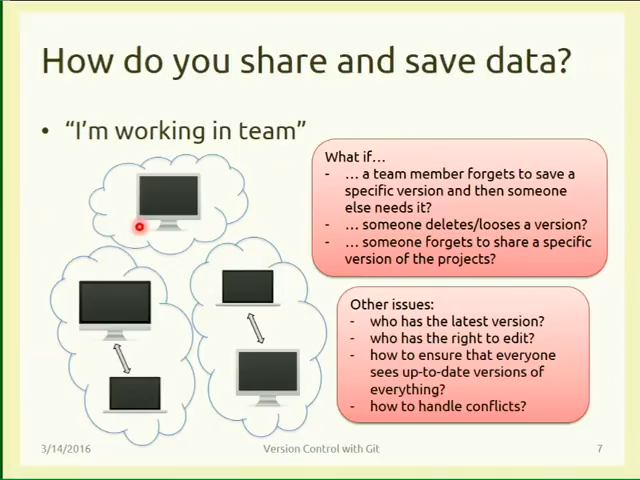 How do you share and save data?
• “I’m working in team”
What if…
- … a team member forgets to save a
specific version and then someone
else needs it?
- … someone deletes/looses a version?
- … someone forgets to share a specific
version of the projects?
Other issues:
- who has the latest version?
- who has the right to edit?
- how to ensure that everyone
sees up-to-date versions of
everything?
- how to handle conflicts?
3/14/2016
Version Control with Git
7